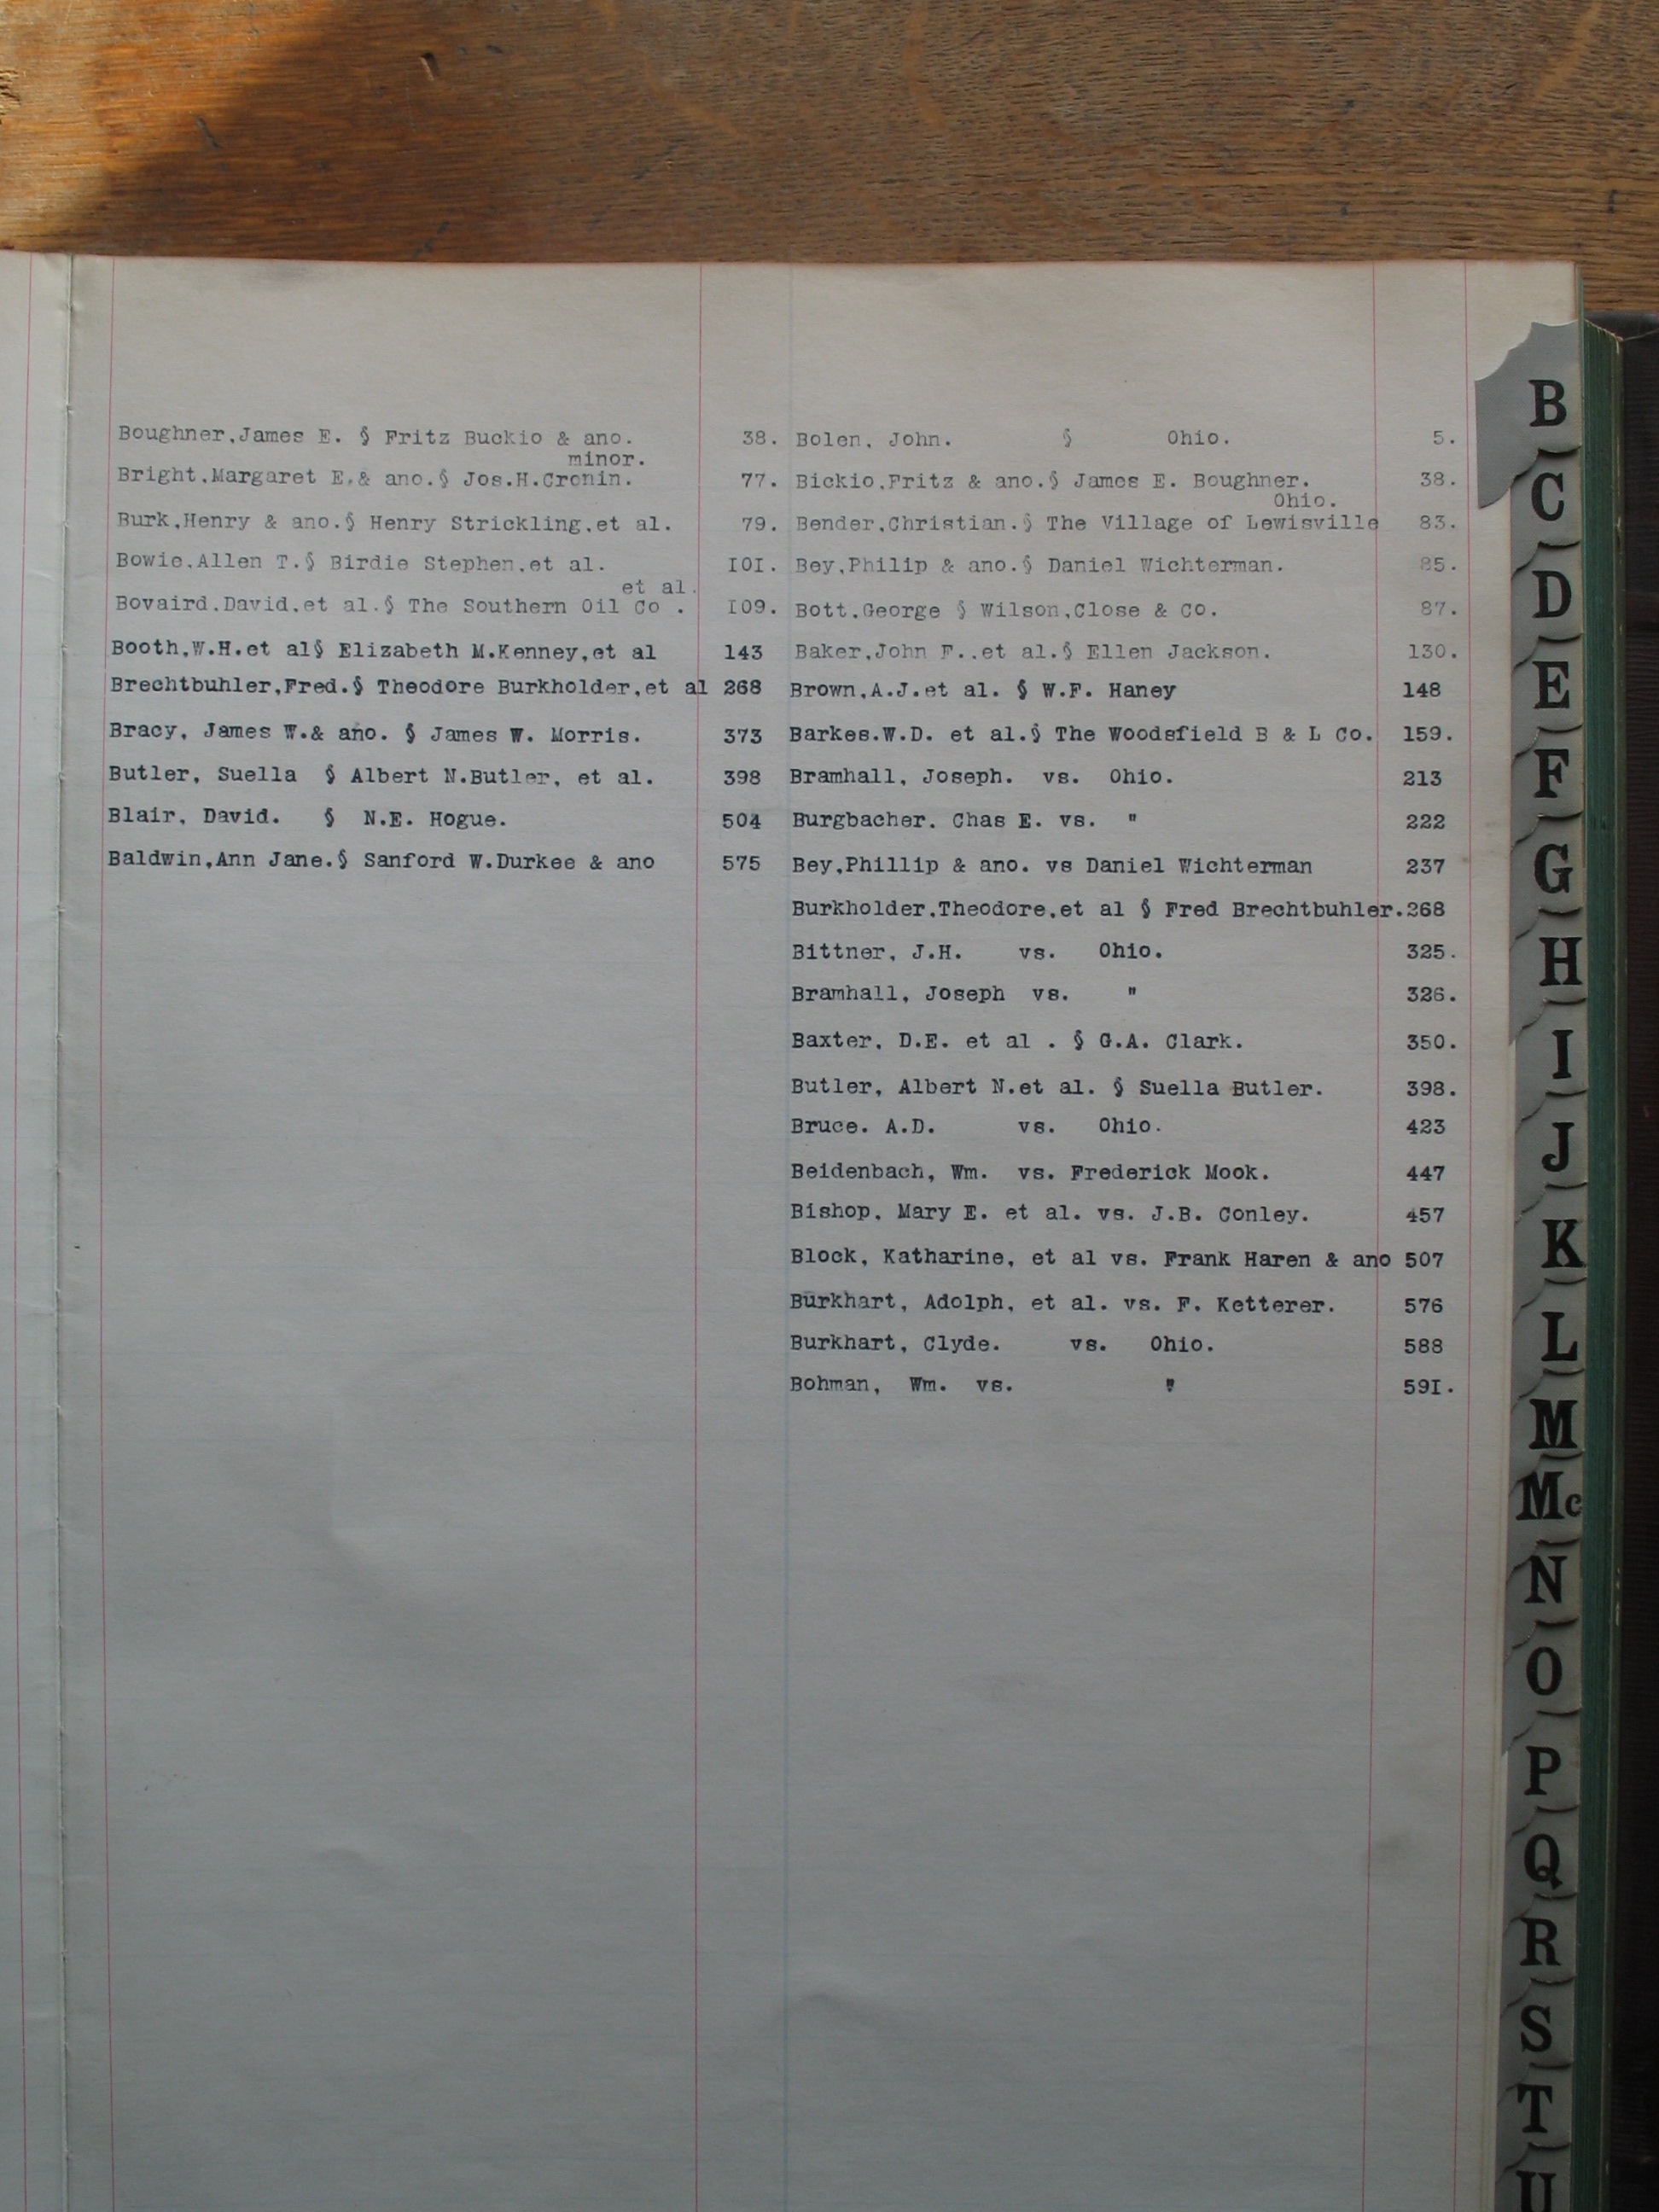 Boughner,James E. § Fritz Buckio & ano. 38.
minor.
Bright,Margaret E,& ano.§ Jos.H.Cronin. 77.
Burk,Henry & ano.§ Henry Strickling,et al. 79.
Bowie,Allen T.§ Birdie Stephen,et al. IOI.
et al.
Bovaird.David.et al.§ The Southern Oil Co . I09.
Booth,W.H.et al§ Elizabeth M.Kenney,et al 143
Brechtbuhler,Fred.§ Theodore Burkholder,et al 268
Bracy, James W.& ano. § James W. Morris. 373
Butler, Suella § Albert N.Butler, et al. 398
Blair, David. § N.E. Hogue. 504
Baldwin,Ann Jane.§ Sanford W.Durkee & ano 575
Bolen, John. § Ohio. 5.
Bickio,Fritz & ano.§ James E. Boughner. 38.
Ohio.
Bender,Christian.§ The Village of Lewisville 83.
Bey,Philip & ano.§ Daniel Wichterman. 85.
Bott.George § Wilson,Close & Co. 87.
Baker,John F..et al.§ Ellen Jackson. 130.
Brown,A.J.et al. § W.F. Haney 148
Barkes.W.D. et al.§ The Woodsfield B & L Co. 159.
Bramhall, Joseph. vs. Ohio. 213
Burgbacher. Chas E. vs. " 222
Bey,Phillip & ano. vs Daniel Wichterman 237
Burkholder,Theodore,et al § Fred Brechtbuhler.268
Bittner, J.H. vs. Ohio. 325.
Bramhall, Joseph vs. " 326.
Baxter, D.E. et al . § G.A. Clark. 350.
Butler, Albert N.et al. § Suella Butler. 398.
Bruce. A.D. vs. Ohio. 423
Beidenbach, Wm. vs. Frederick Mook. 447
Bishop, Mary E. et al. vs. J.B. Conley. 457
Block, Katharine, et al vs. Frank Haren & ano 507
Burkhart, Adolph, et al. vs. F. Ketterer. 576
Burkhart, Clyde. vs. Ohio. 588
Bohman, Wm. vs. " 59I.
B
C
D
E
F
G
H
I
J
K
L
M
Mc
N
O
P
Q
R
S
T
U